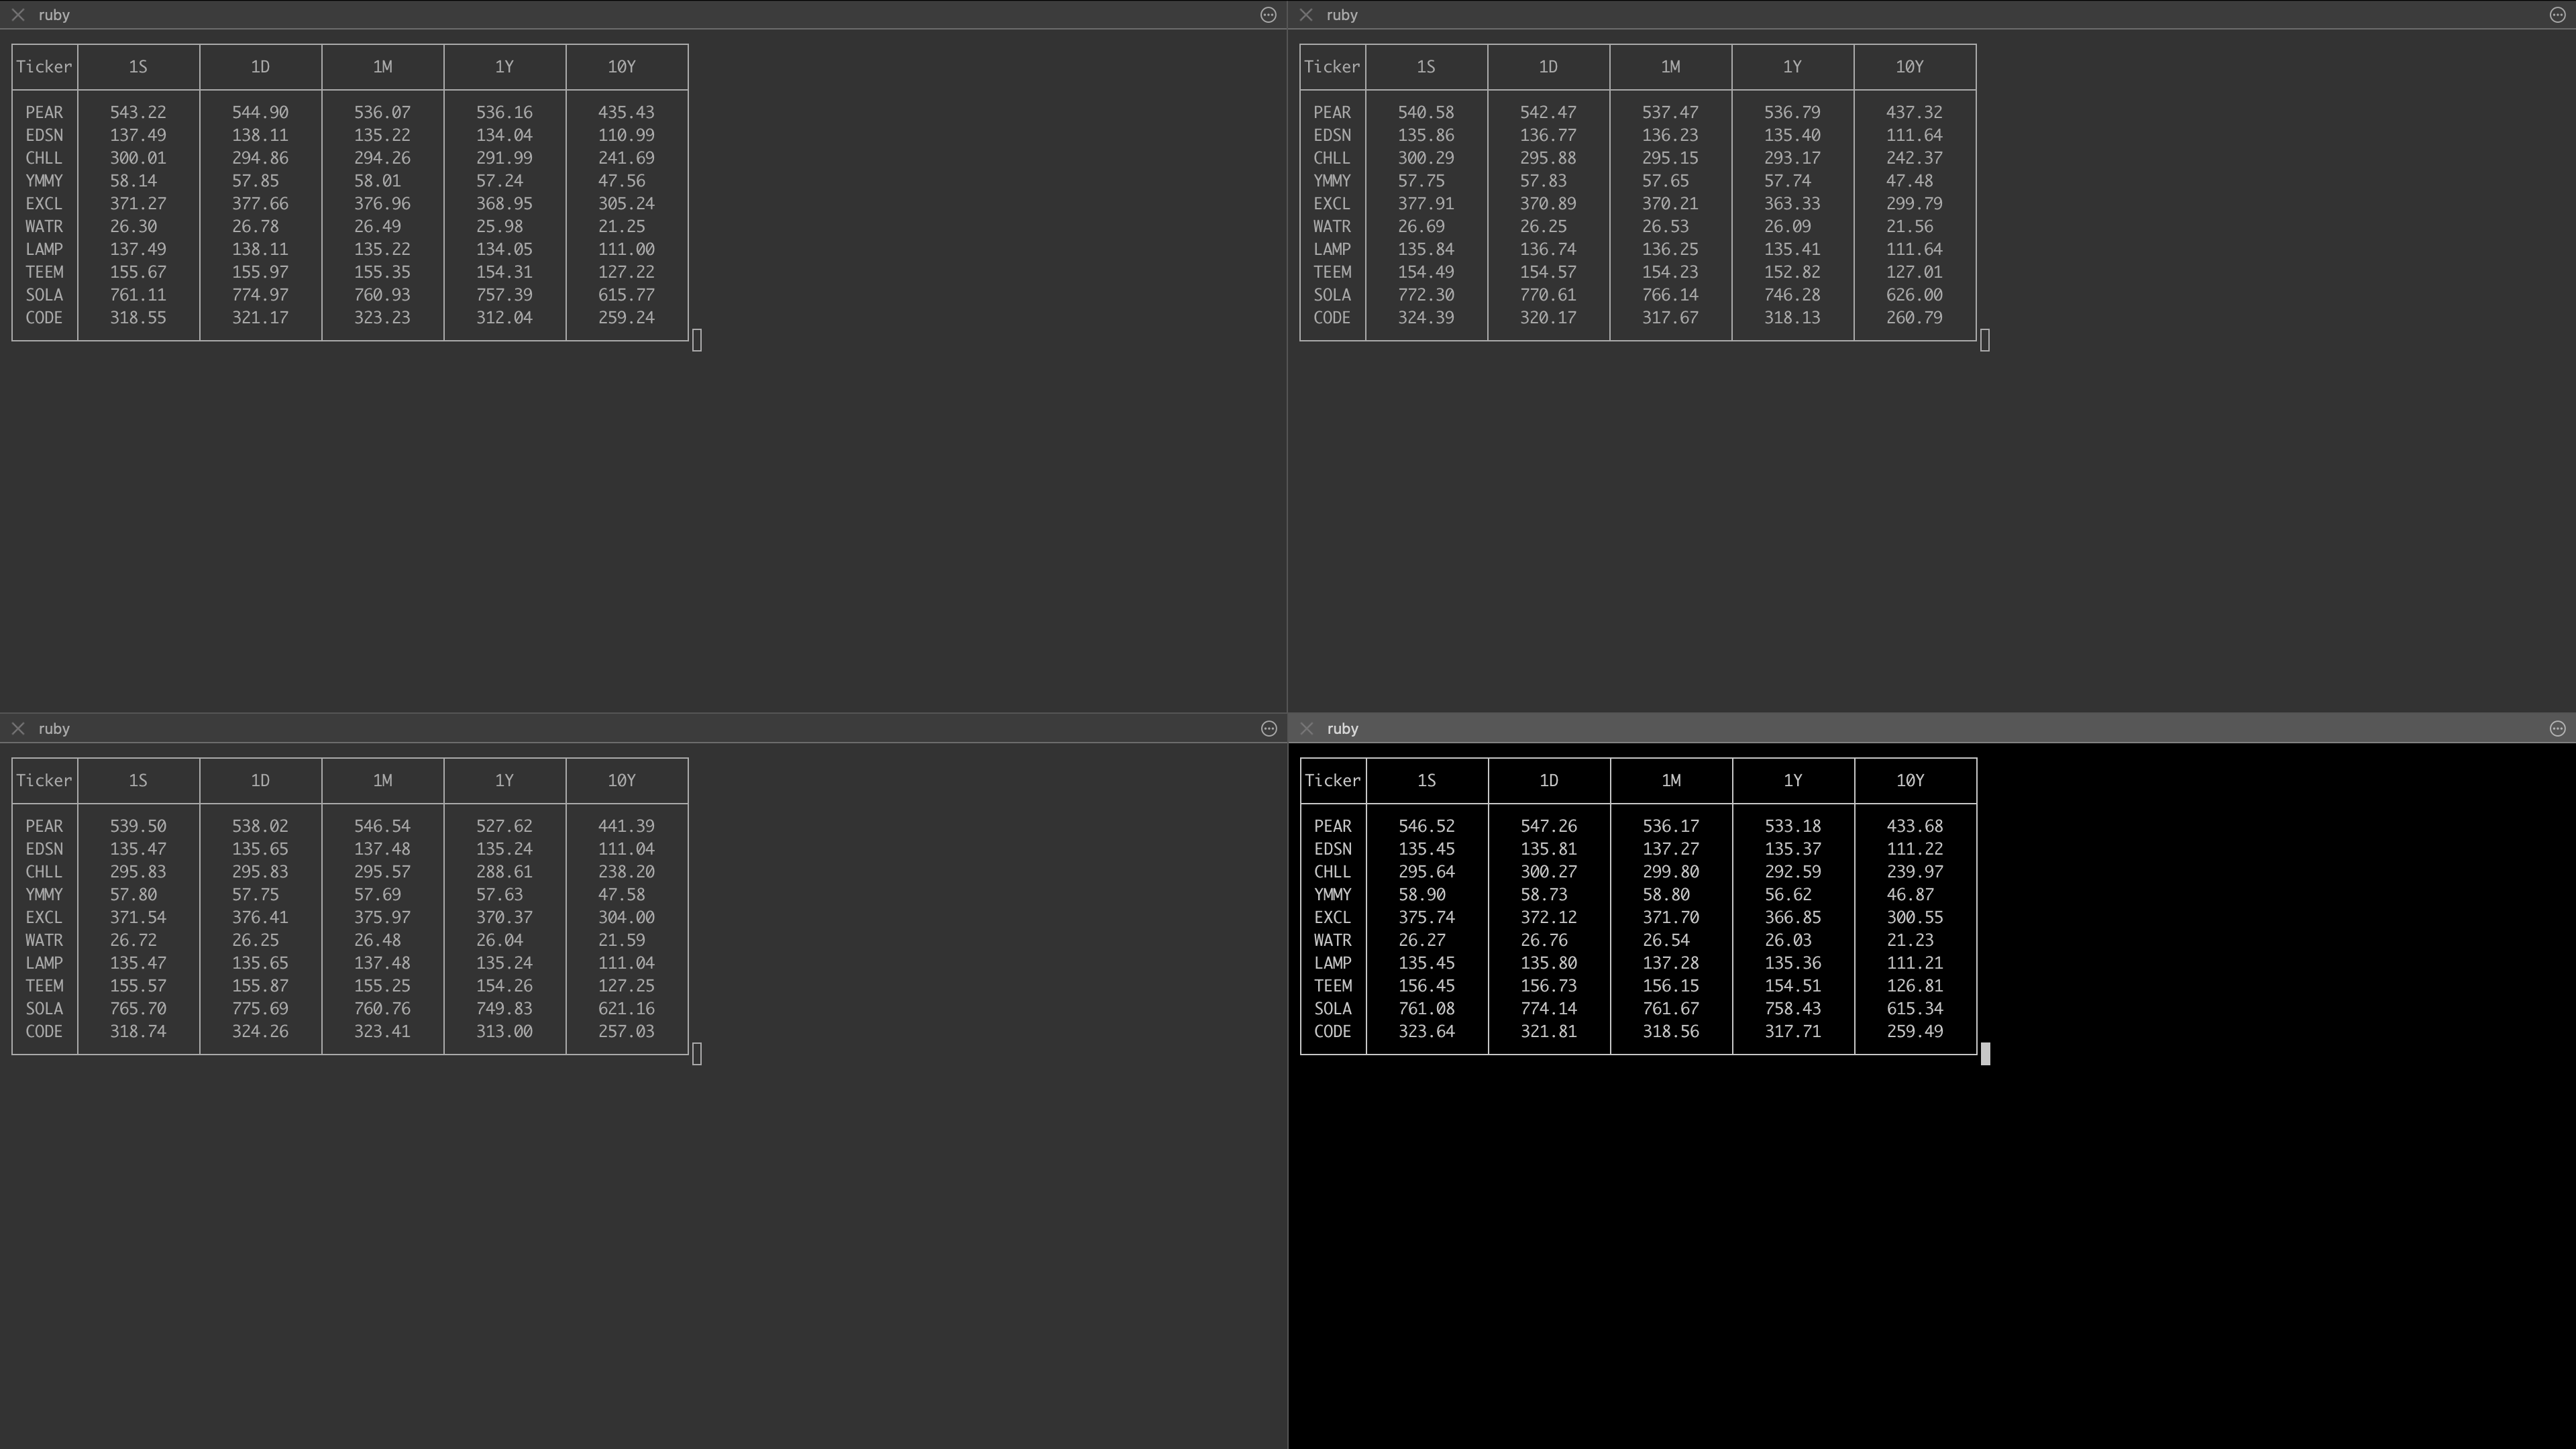 ruby
Ticker 1S 1D 1M 1Y 10Y
PEAR 543.22 544.90 536.07 536.16 435.43
EDSN 137.49 138.11 135.22 134.04 110.99
CHLL 300.01 294.86 294.26 291.99 241.69
YMMY 58.14 57.85 58.01 57.24 47.56
EXCL 371.27 377.66 376.96 368.95 305.24
WATR 26.30 26.78 26.49 25.98 21.25
LAMP 137.49 138.11 135.22 134.05 111.00
TEEM 155.67 155.97 155.35 154.31 127.22
SOLA 761.11 774.97 760.93 757.39 615.77
CODE 318.55 321.17 323.23 312.04 259.24
ruby
Ticker 1S 1D 1M 1Y 10Y
PEAR 540.58 542.47 537.47 536.79 437.32
EDSN 135.86 136.77 136.23 135.40 111.64
CHLL 300.29 295.88 295.15 293.17 242.37
YMMY 57.75 57.83 57.65 57.74 47.48
EXCL 377.91 370.89 370.21 363.33 299.79
WATR 26.69 26.25 26.53 26.09 21.56
LAMP 135.84 136.74 136.25 135.41 111.64
TEEM 154.49 154.57 154.23 152.82 127.01
SOLA 772.30 770.61 766.14 746.28 626.00
CODE 324.39 320.17 317.67 318.13 260.79
ruby
Ticker 1S 1D 1M 1Y 10Y
PEAR 539.50 538.02 546.54 527.62 441.39
EDSN 135.47 135.65 137.48 135.24 111.04
CHLL 295.83 295.83 295.57 288.61 238.20
YMMY 57.80 57.75 57.69 57.63 47.58
EXCL 371.54 376.41 375.97 370.37 304.00
WATR 26.72 26.25 26.48 26.04 21.59
LAMP 135.47 135.65 137.48 135.24 111.04
TEEM 155.57 155.87 155.25 154.26 127.25
SOLA 765.70 775.69 760.76 749.83 621.16
CODE 318.74 324.26 323.41 313.00 257.03
ruby
Ticker 1S 1D 1M 1Y 10Y
PEAR 546.52 547.26 536.17 533.18 433.68
EDSN 135.45 135.81 137.27 135.37 111.22
CHLL 295.64 300.27 299.80 292.59 239.97
YMMY 58.90 58.73 58.80 56.62 46.87
EXCL 375.74 372.12 371.70 366.85 300.55
WATR 26.27 26.76 26.54 26.03 21.23
LAMP 135.45 135.80 137.28 135.36 111.21
TEEM 156.45 156.73 156.15 154.51 126.81
SOLA 761.08 774.14 761.67 758.43 615.34
CODE 323.64 321.81 318.56 317.71 259.49